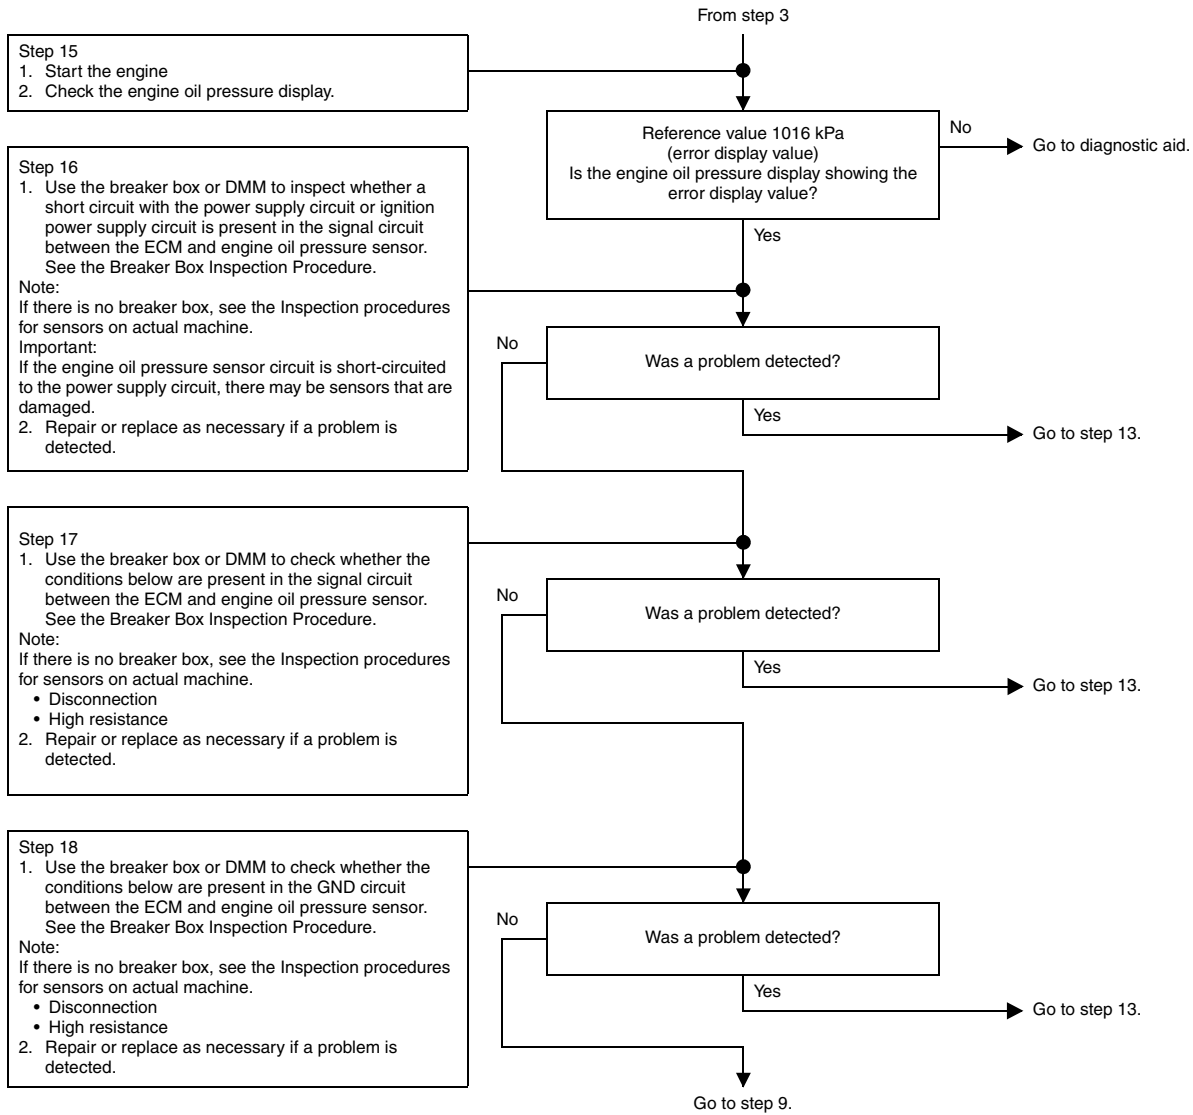 From step 3
Step 15
1. Start the engine
2. Check the engine oil pressure display.
Reference value 1016 kPa
(error display value)
Is the engine oil pressure display showing the
error display value?
No
Go to diagnostic aid.
Yes
Step 16
1. Use the breaker box or DMM to inspect whether a
short circuit with the power supply circuit or ignition
power supply circuit is present in the signal circuit
between the ECM and engine oil pressure sensor.
See the Breaker Box Inspection Procedure.
Note:
If there is no breaker box, see the Inspection procedures
for sensors on actual machine.
Important:
If the engine oil pressure sensor circuit is short-circuited
to the power supply circuit, there may be sensors that are
damaged.
2. Repair or replace as necessary if a problem is
detected.
No
Was a problem detected?
Yes
Go to step 13.
Step 17
1. Use the breaker box or DMM to check whether the
conditions below are present in the signal circuit
between the ECM and engine oil pressure sensor.
See the Breaker Box Inspection Procedure.
Note:
If there is no breaker box, see the Inspection procedures
for sensors on actual machine.
• Disconnection
• High resistance
2. Repair or replace as necessary if a problem is
detected.
No
Was a problem detected?
Yes
Go to step 13.
Step 18
1. Use the breaker box or DMM to check whether the
conditions below are present in the GND circuit
between the ECM and engine oil pressure sensor.
See the Breaker Box Inspection Procedure.
Note:
If there is no breaker box, see the Inspection procedures
for sensors on actual machine.
• Disconnection
• High resistance
2. Repair or replace as necessary if a problem is
detected.
No
Was a problem detected?
Yes
Go to step 13.
Go to step 9.